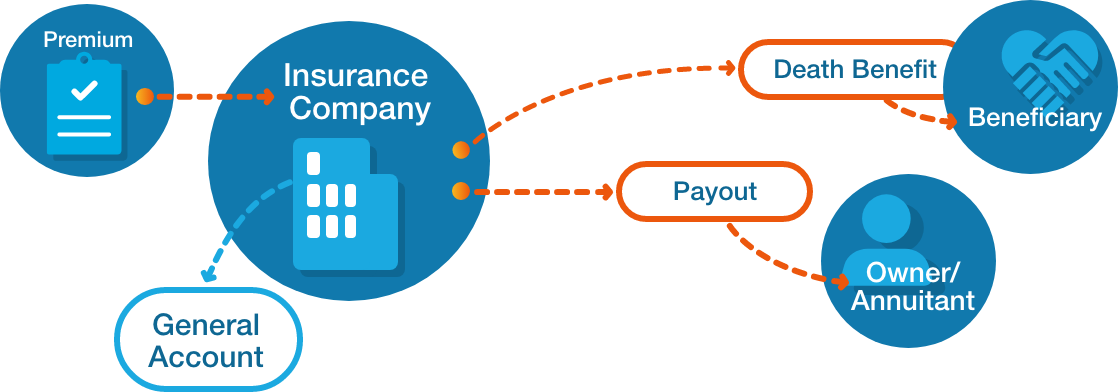 Premium
Insurance
Company
Death Benefit
Beneficiary
Payout
Owner/
Annuitant
General
Account